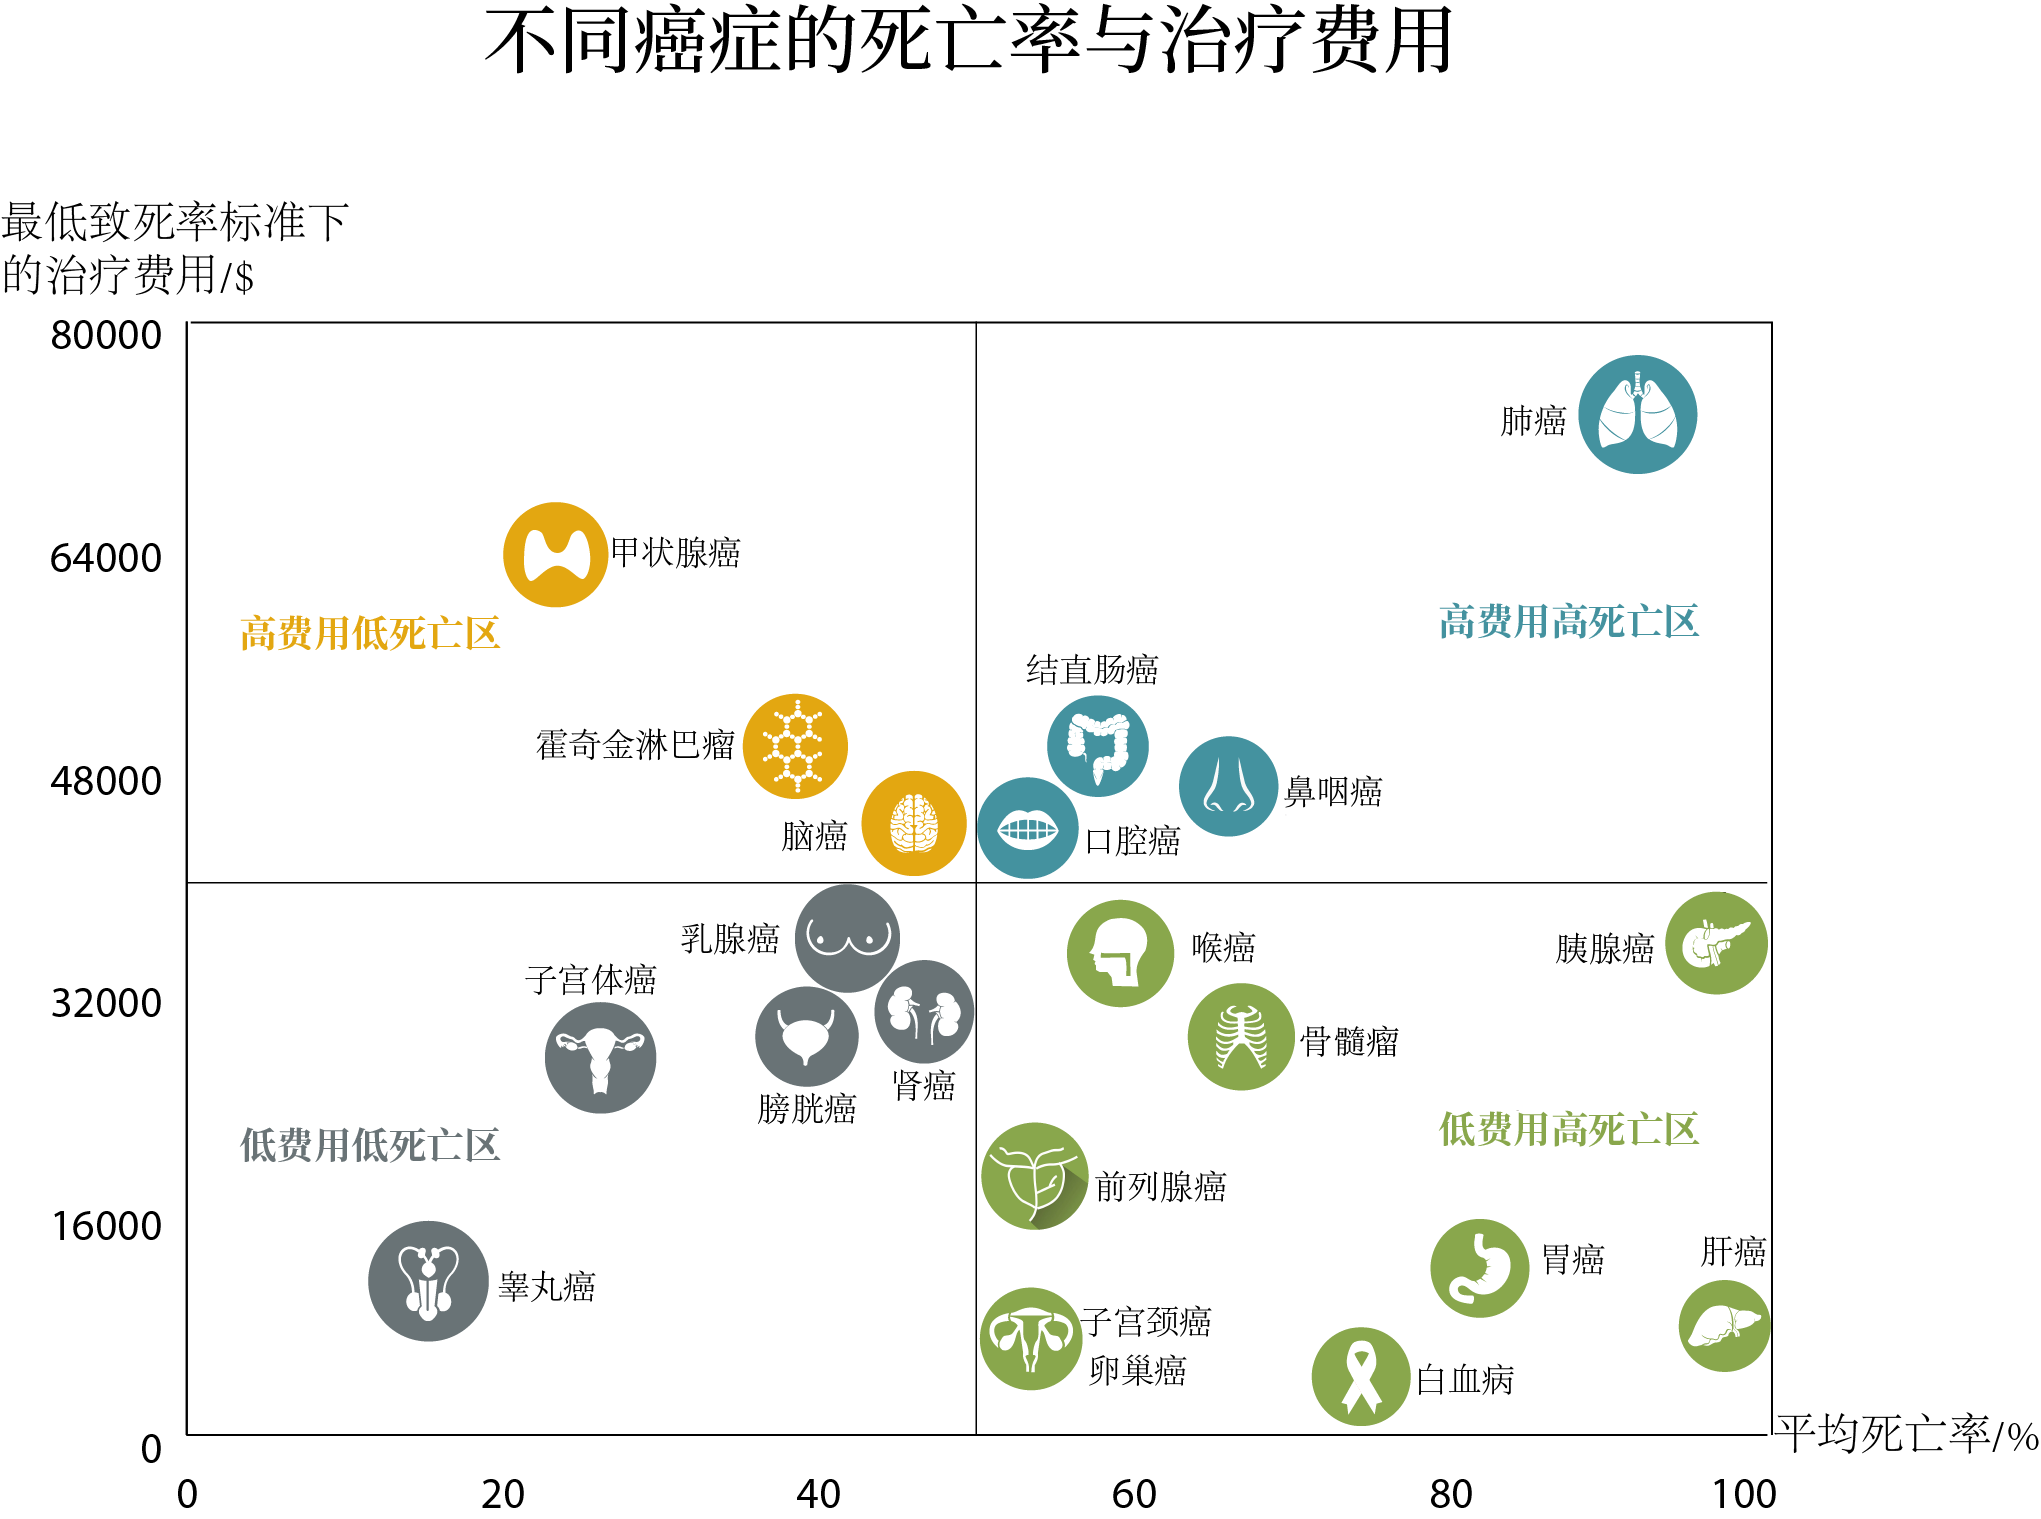 不同癌症的死亡率与治疗费用
最低致死率标准下
的治疗费用/$
80000
肺癌
甲状腺癌
64000
高费用低死亡区
高费用高死亡区
结直肠癌
霍奇金淋巴瘤
48000
鼻咽癌
脑癌
口腔癌
乳腺癌
喉癌
胰腺癌
子宫体癌
32000
骨髓瘤
肾癌
膀胱癌
低费用低死亡区
低费用高死亡区
前列腺癌
16000
胃癌
肝癌
睾丸癌
子宫颈癌
卵巢癌
白血病
0
平均死亡率/%
0
20
40
60
80
100